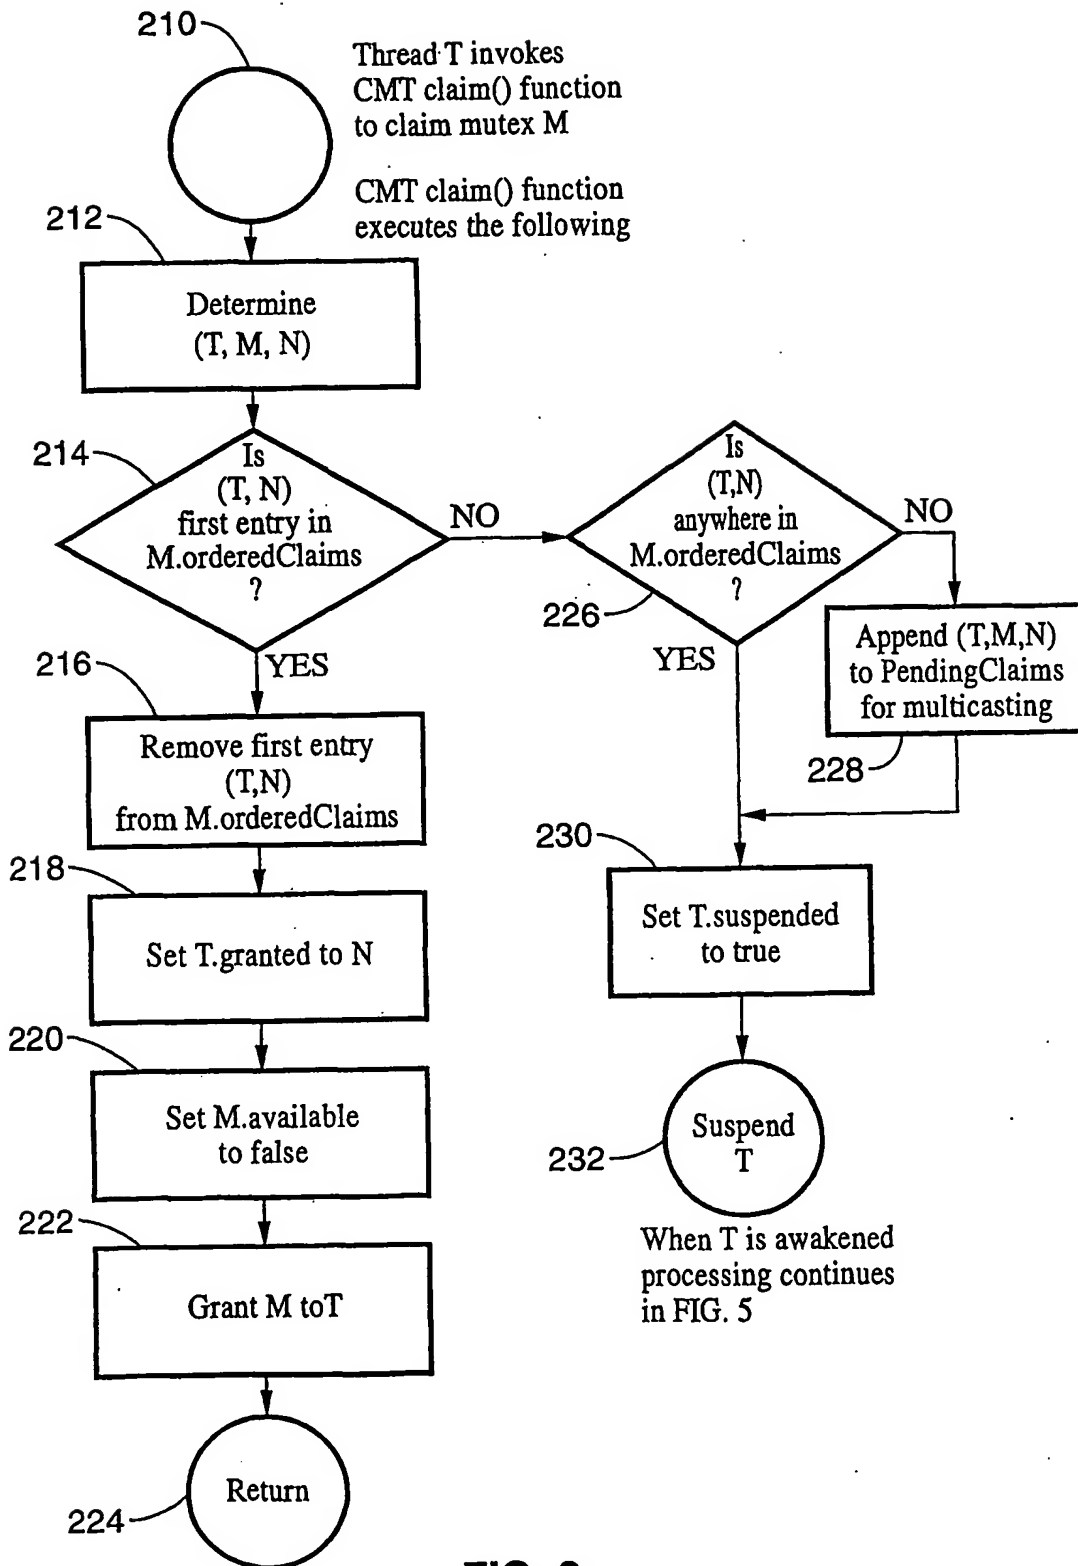 210
Thread T invokes
CMT claim() function
to claim mutex M
CMT claim() function
executes the following
212
Determine
(T, M, N)
214
Is
(T, N)
first entry in
M.orderedClaims
?
NO
YES
Is
(T,N)
anywhere in
M.orderedClaims
?
226
NO
YES
Append (T,M,N)
to PendingClaims
for multicasting
228
216
Remove first entry
(T,N)
from M.orderedClaims
218
Set T.granted to N
220
Set M.available
to false
222
Grant M toT
224
Return
230
Set T.suspended
to true
232
Suspend
T
When T is awakened
processing continues
in FIG. 5